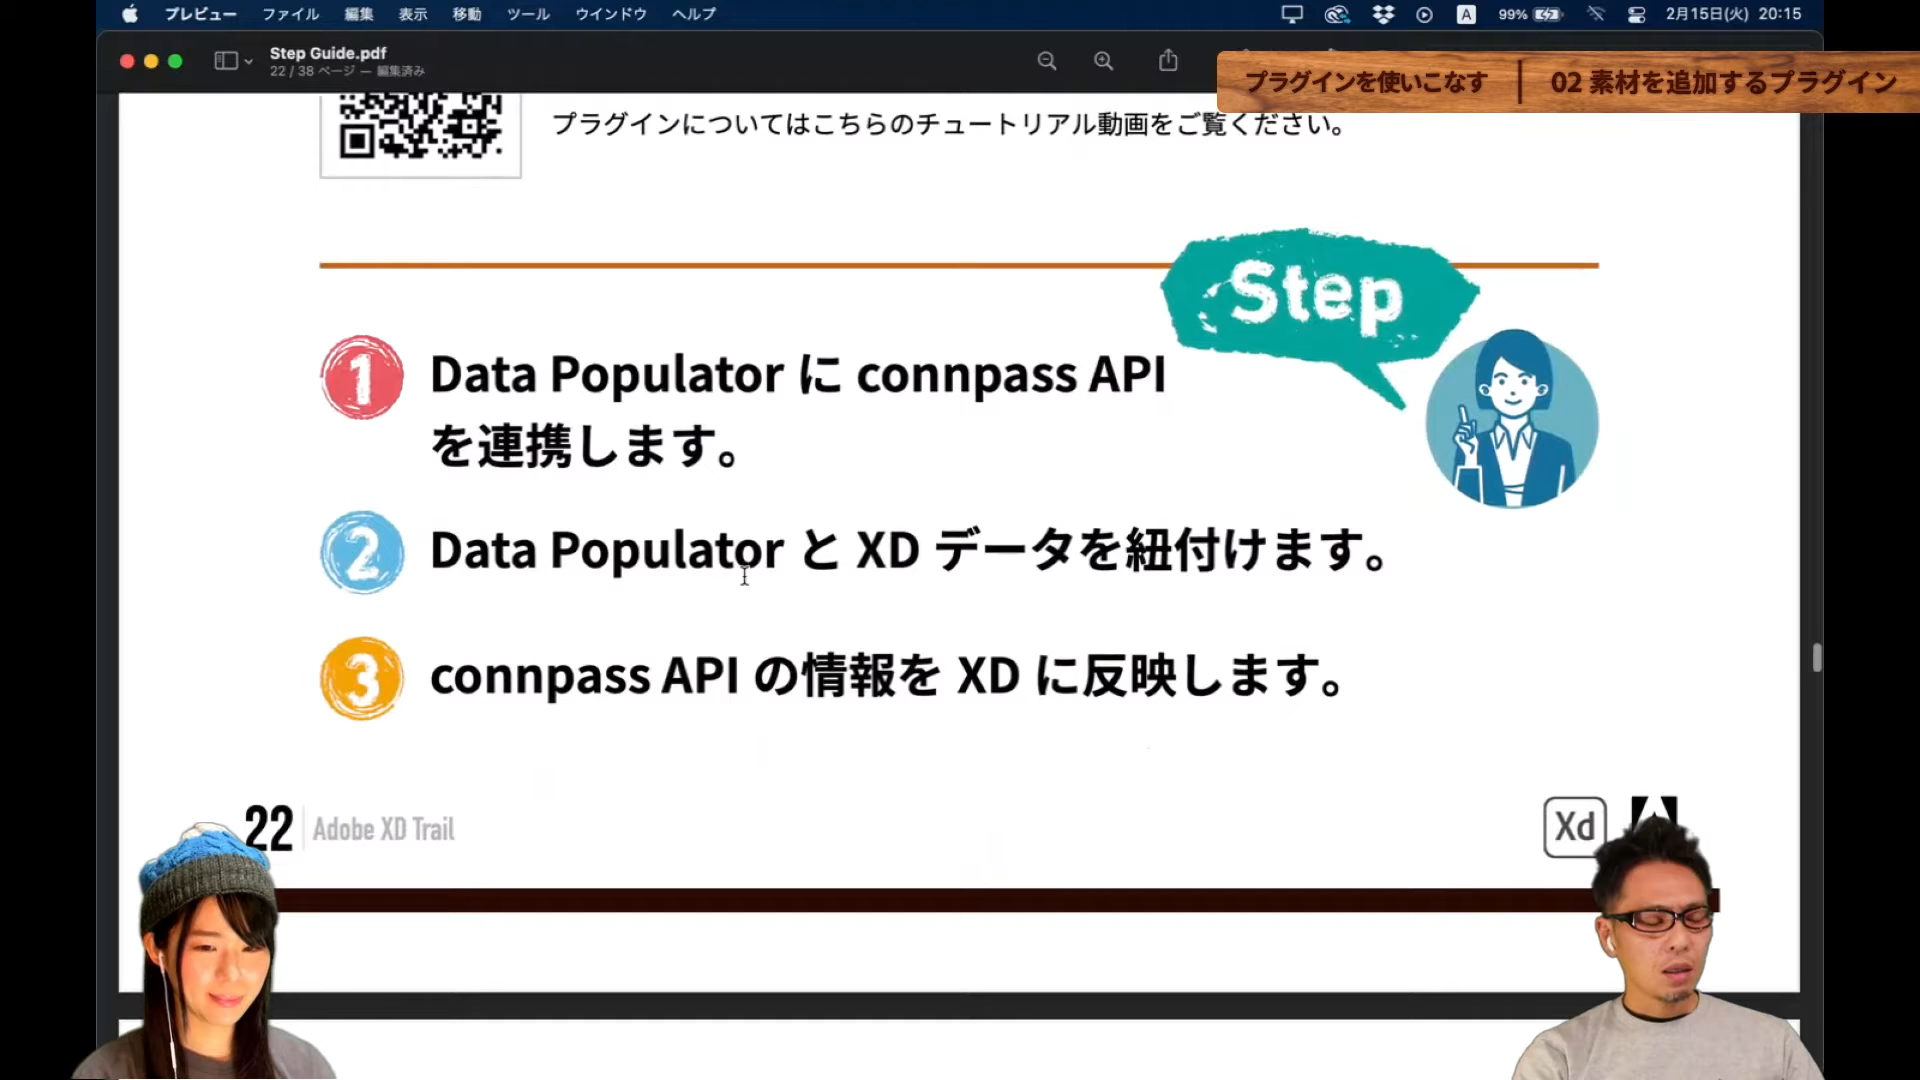 プレビュー ファイル 編集 表示 移動 ツール ウインドウ ヘルプ
A 99% 2月15日(火) 20:15
Step Guide.pdf
22 / 38 ページ — 編集済み
プラグインを使いこなす 02 素材を追加するプラグイン
プラグインについてはこちらのチュートリアル動画をご覧ください。
Step
1 Data Populator に connpass API
を連携します。
2 Data Populator と XD データを紐付けます。
3 connpass API の情報を XD に反映します。
22 Adobe XD Trail
Xd